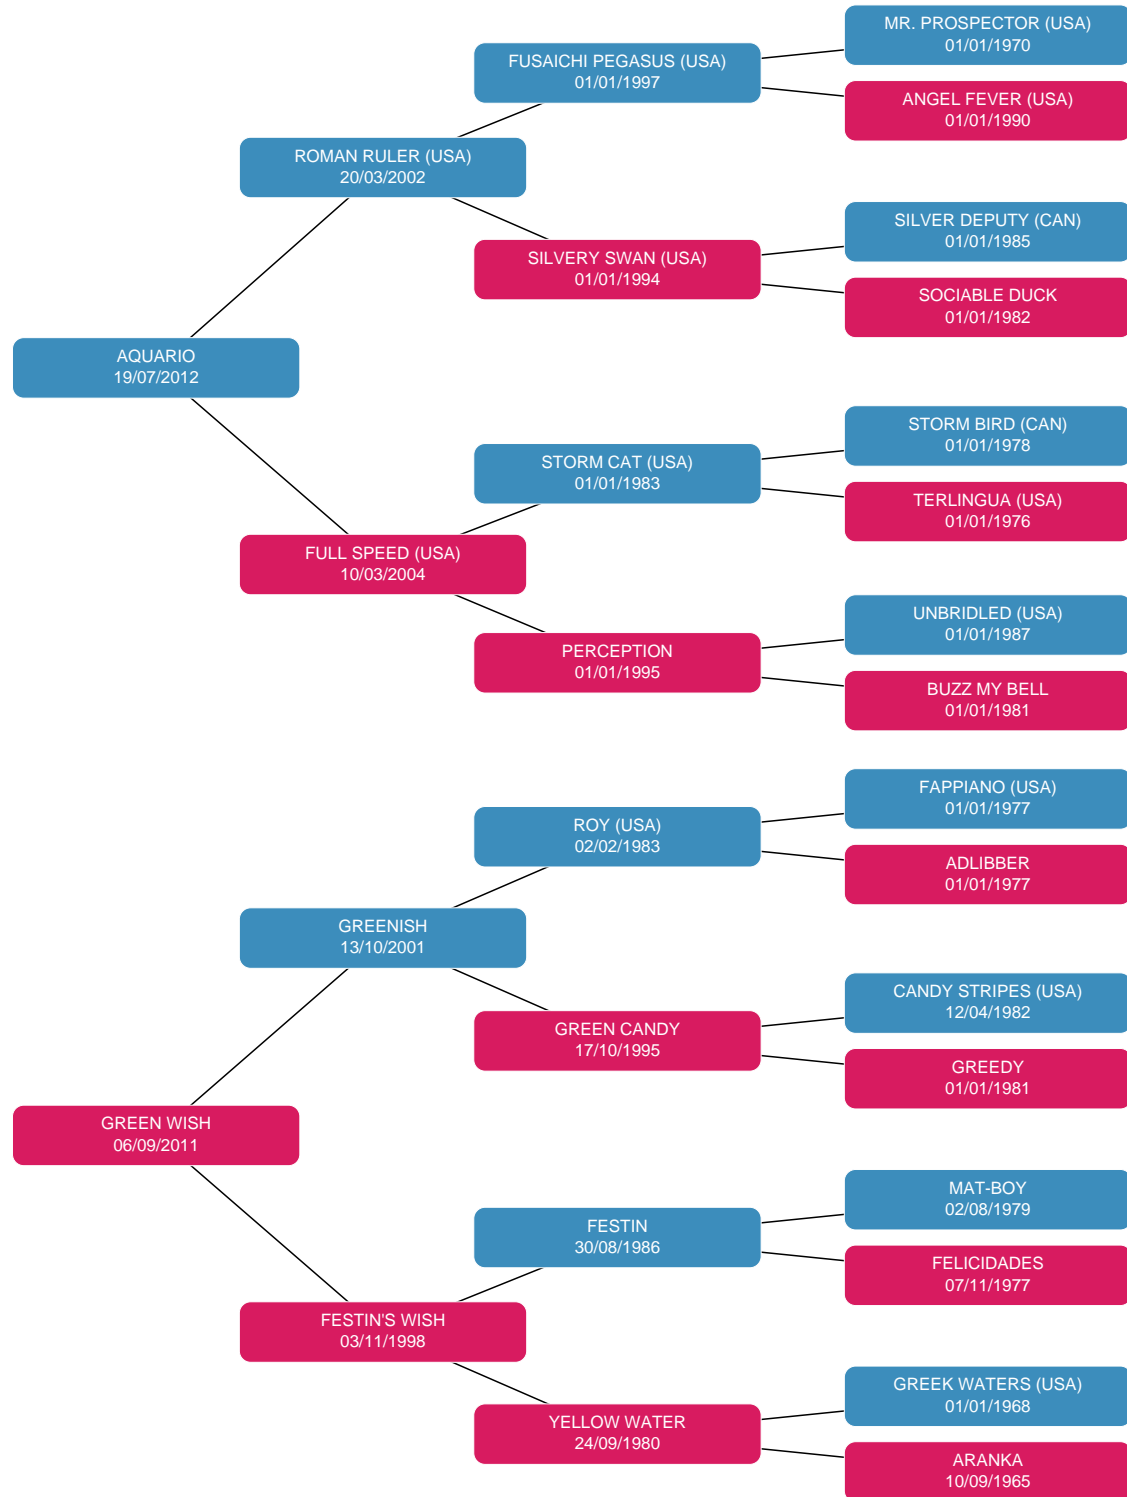 MR. PROSPECTOR (USA)
01/01/1970
FUSAICHI PEGASUS (USA)
01/01/1997
ANGEL FEVER (USA)
01/01/1990
ROMAN RULER (USA)
20/03/2002
SILVER DEPUTY (CAN)
01/01/1985
SILVERY SWAN (USA)
01/01/1994
SOCIABLE DUCK
01/01/1982
AQUARIO
19/07/2012
STORM BIRD (CAN)
01/01/1978
STORM CAT (USA)
01/01/1983
TERLINGUA (USA)
01/01/1976
FULL SPEED (USA)
10/03/2004
UNBRIDLED (USA)
01/01/1987
PERCEPTION
01/01/1995
BUZZ MY BELL
01/01/1981
FAPPIANO (USA)
01/01/1977
ROY (USA)
02/02/1983
ADLIBBER
01/01/1977
GREENISH
13/10/2001
CANDY STRIPES (USA)
12/04/1982
GREEN CANDY
17/10/1995
GREEDY
01/01/1981
GREEN WISH
06/09/2011
MAT-BOY
02/08/1979
FESTIN
30/08/1986
FELICIDADES
07/11/1977
FESTIN'S WISH
03/11/1998
GREEK WATERS (USA)
01/01/1968
YELLOW WATER
24/09/1980
ARANKA
10/09/1965